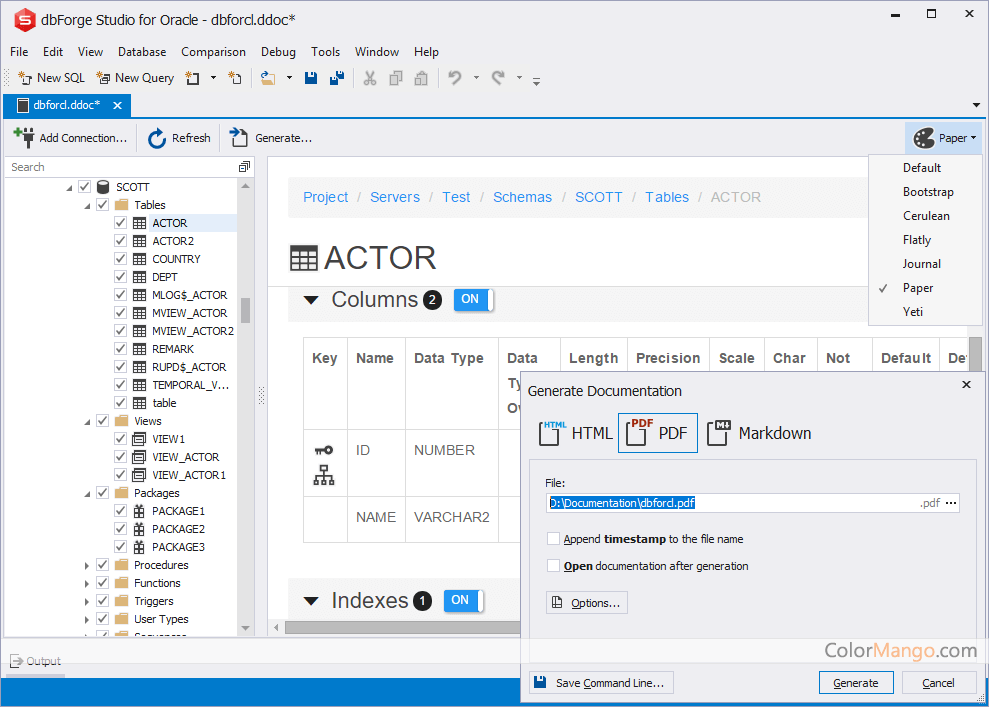 dbForge Studio for Oracle - dbforcl.ddoc*
File Edit View Database Comparison Debug Tools Window Help
New SQL New Query
dbforcl.ddoc*
Add Connection... Refresh Generate... Paper
Search
SCOTT
Tables
ACTOR
ACTOR2
COUNTRY
DEPT
MLOG$_ACTOR
MVIEW_ACTOR
MVIEW_ACTOR2
REMARK
RUPD$_ACTOR
TEMPORAL_V...
table
Views
VIEW1
VIEW_ACTOR
VIEW_ACTOR1
Packages
PACKAGE1
PACKAGE2
PACKAGE3
Procedures
Functions
Triggers
User Types
Sequences
Project / Servers / Test / Schemas / SCOTT / Tables / ACTOR
ACTOR
Columns 2 ON
Key Name Data Type Data Length Precision Scale Char Not Default De
Ty
Ov
ID NUMBER
NAME VARCHAR2
Indexes 1 ON
Default
Bootstrap
Cerulean
Flatly
Journal
Paper
Yeti
Generate Documentation
HTML HTML PDF PDF M Markdown
File:
D:\Documentation\dbforcl.pdf .pdf ...
Append timestamp to the file name
Open documentation after generation
Options...
ColorMango.com
Save Command Line... Generate Cancel
Output